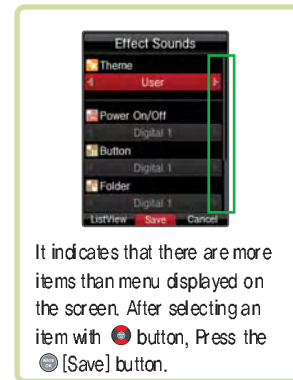 Effect Sounds
Theme
User
Power On/Off
Digital 1
Button
Digital 1
Folder
Digital 1
ListView Save Cancel
It indicates that there are more
items than menu displayed on
the screen. After selecting an
item with button, Press the
[Save] button.